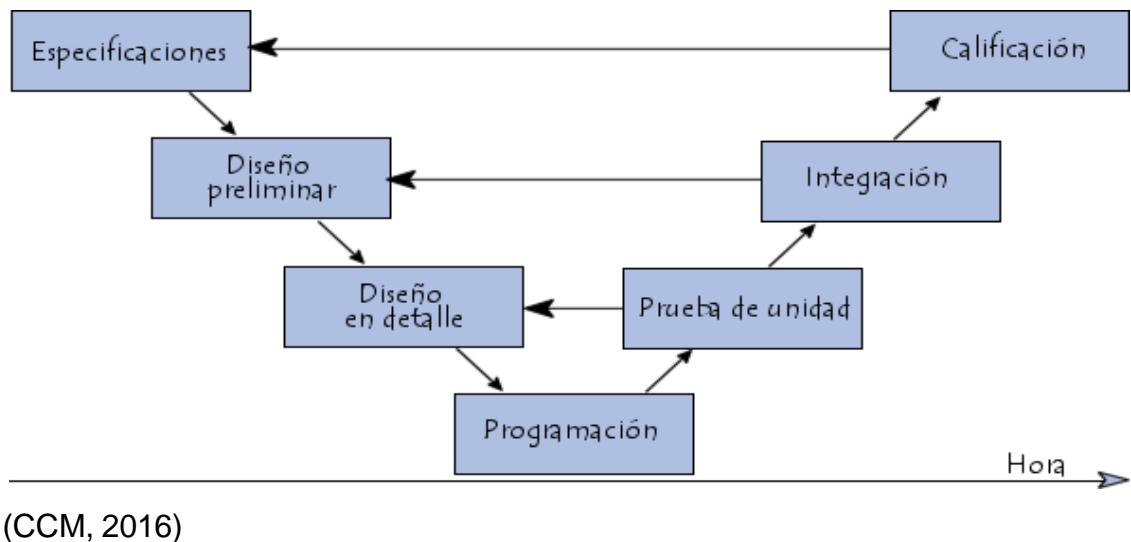 Especificaciones
Calificación
Diseño
preliminar
Integración
Diseño
en detalle
Prueba de unidad
Programación
Hora
(CCM, 2016)